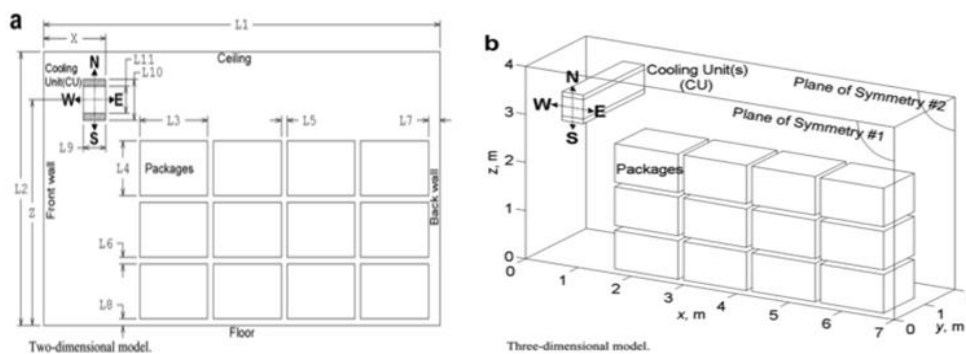 a
L1
X
Ceiling
N
L11
L10
Cooling
Unit(CU)
W
E
S
L9
L3
L5
L7
L4
Packages
L2
z
Front wall
Back wall
L6
L8
Floor
Two-dimensional model.
b
4
3
2
1
0
z, m
N
W
E
S
Cooling Unit(s)
(CU)
Plane of Symmetry #2
Plane of Symmetry #1
Packages
0
1
2
3
4
5
6
7
x, m
0
1
y, m
Three-dimensional model.